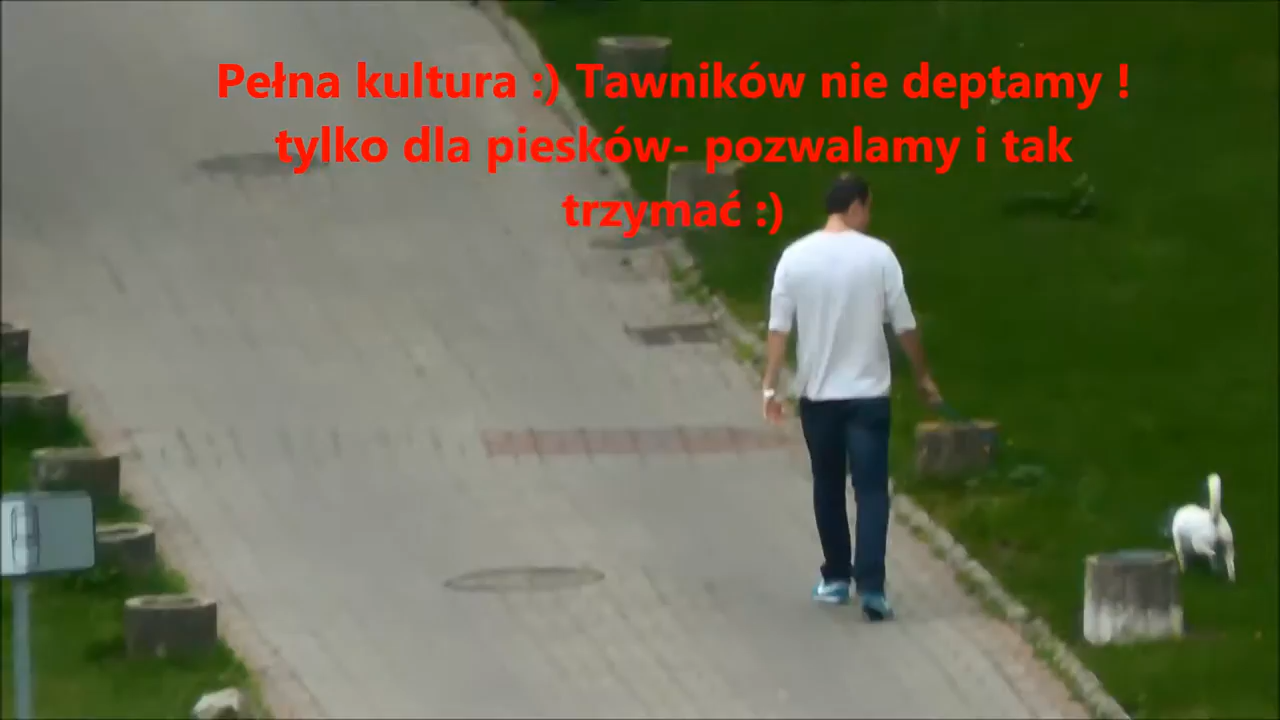 Pełna kultura :) Tawników nie deptamy !
tylko dla piesków- pozwalamy i tak
trzymać :)